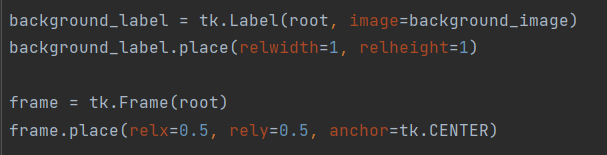 background_label = tk.Label(root, image=background_image)
background_label.place(relwidth=1, relheight=1)
frame = tk.Frame(root)
frame.place(relx=0.5, rely=0.5, anchor=tk.CENTER)